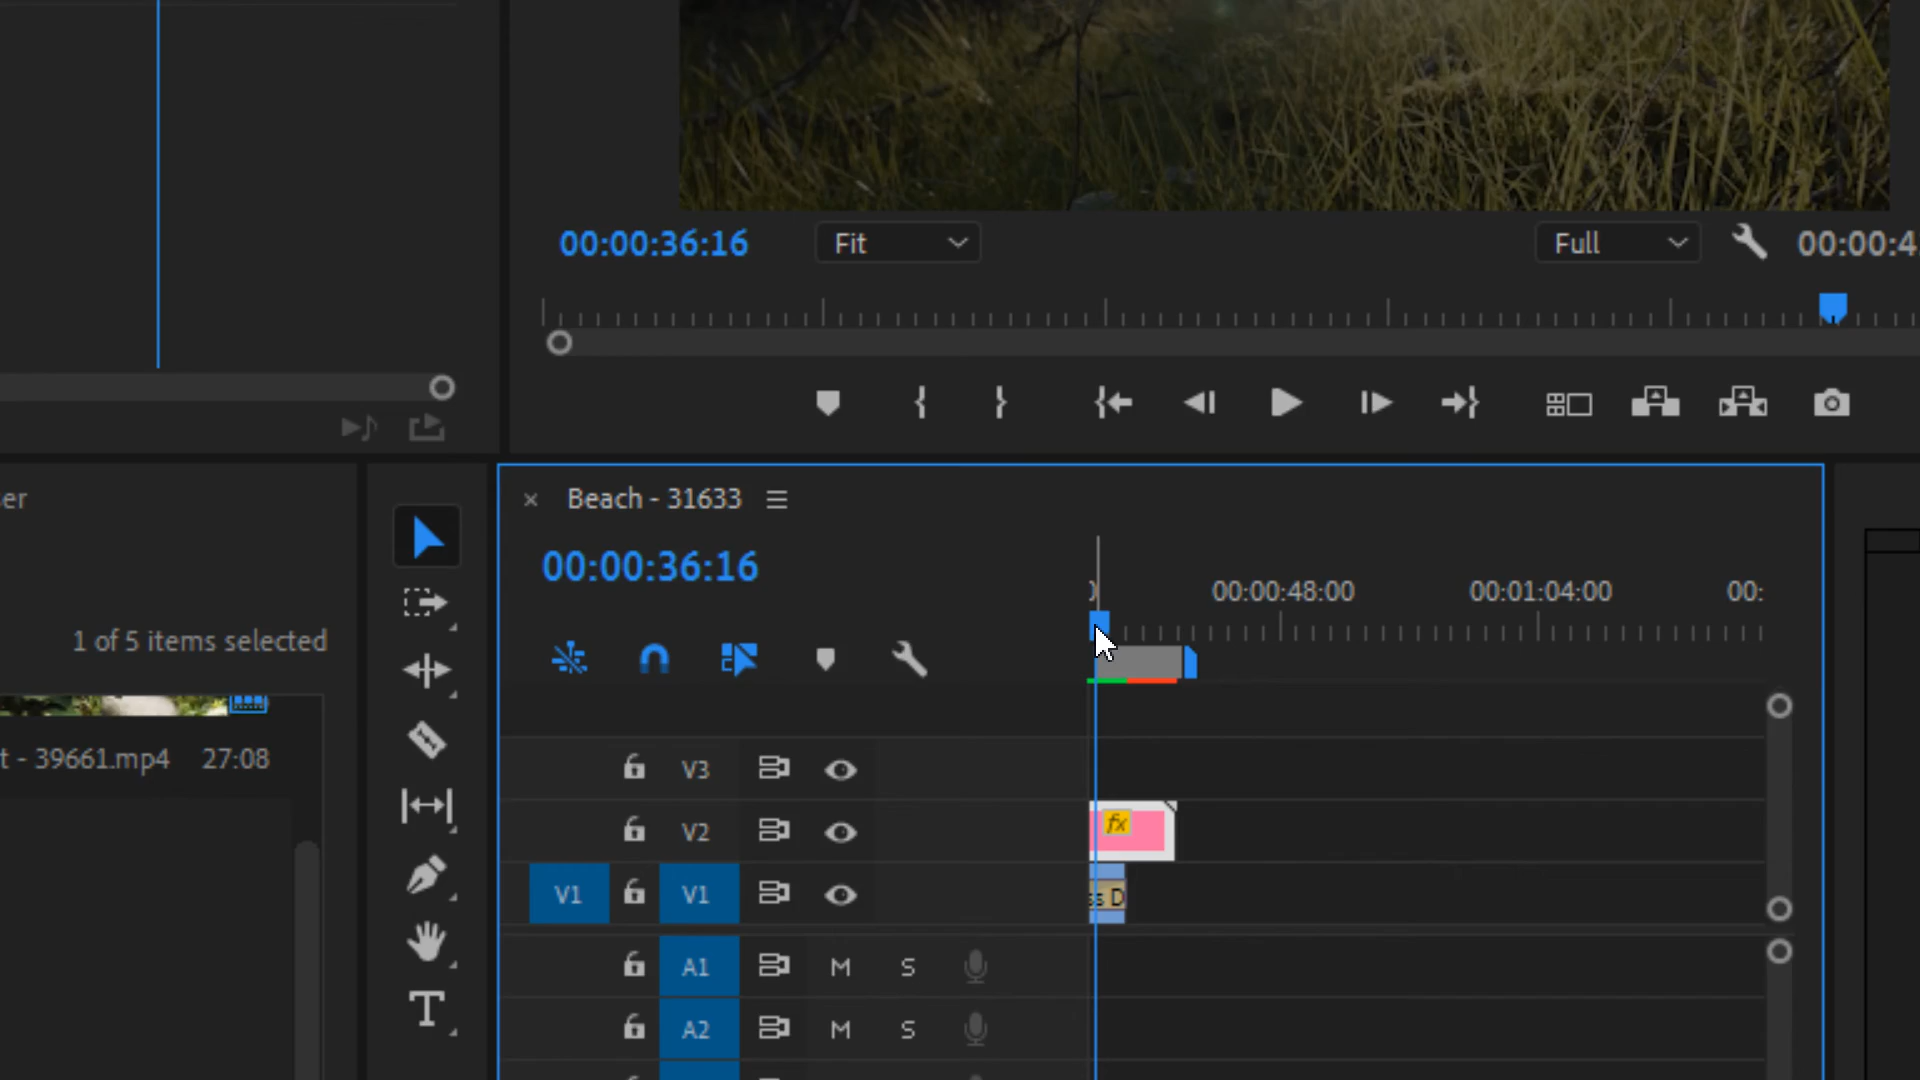 00:00:36:16
Fit
Full
00:00:4
er
Beach - 31633
00:00:36:16
00:00:48:00
00:01:04:00
00:
1 of 5 items selected
t - 39661.mp4
27:08
V3
fx
V2
V1
V1
ss D
A1
M
S
A2
M
S